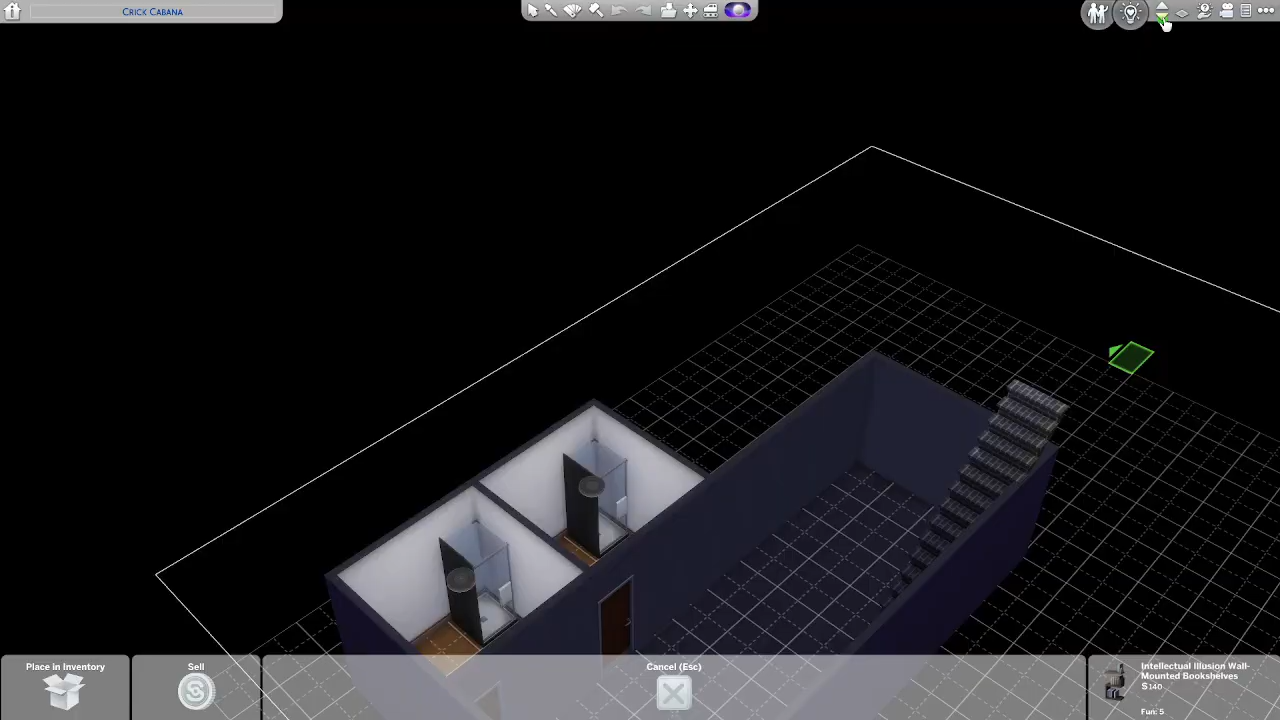 CRICK CABANA
Place in Inventory
Sell
Cancel (Esc)
Intellectual Illusion Wall-
Mounted Bookshelves
§140
Fun: 5